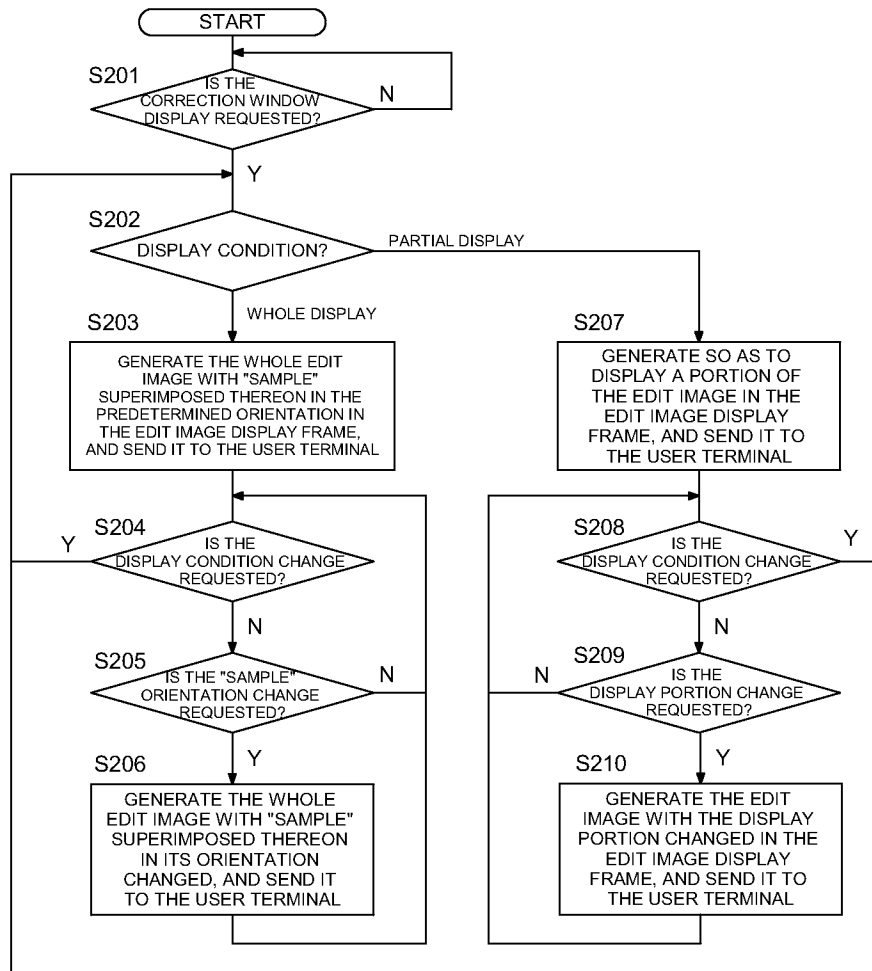 START
S201
IS THE
CORRECTION WINDOW
DISPLAY REQUESTED?
N
Y
S202
DISPLAY CONDITION?
PARTIAL DISPLAY
WHOLE DISPLAY
S203
GENERATE THE WHOLE EDIT
IMAGE WITH "SAMPLE"
SUPERIMPOSED THEREON IN THE
PREDETERMINED ORIENTATION IN
THE EDIT IMAGE DISPLAY FRAME,
AND SEND IT TO THE USER TERMINAL
S207
GENERATE SO AS TO
DISPLAY A PORTION OF
THE EDIT IMAGE IN THE
EDIT IMAGE DISPLAY
FRAME, AND SEND IT TO
THE USER TERMINAL
S204
Y
IS THE
DISPLAY CONDITION CHANGE
REQUESTED?
N
S208
IS THE
DISPLAY CONDITION CHANGE
REQUESTED?
Y
N
S205
IS THE "SAMPLE"
ORIENTATION CHANGE
REQUESTED?
N
Y
S209
N
IS THE
DISPLAY PORTION CHANGE
REQUESTED?
Y
S206
GENERATE THE WHOLE
EDIT IMAGE WITH "SAMPLE"
SUPERIMPOSED THEREON
IN ITS ORIENTATION
CHANGED, AND SEND IT
TO THE USER TERMINAL
S210
GENERATE THE EDIT
IMAGE WITH THE DISPLAY
PORTION CHANGED IN THE
EDIT IMAGE DISPLAY
FRAME, AND SEND IT TO
THE USER TERMINAL